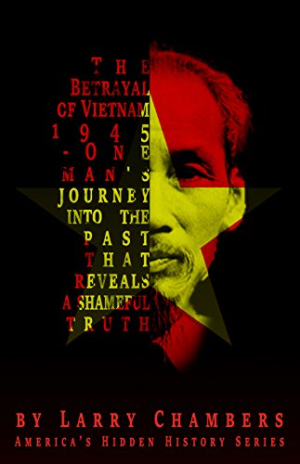 The
Betrayal
of Vietnam
1945
-One
Man's
Journey
into the
Past
that
Reveals
a Shameful
Truth
by Larry Chambers
America's Hidden History Series